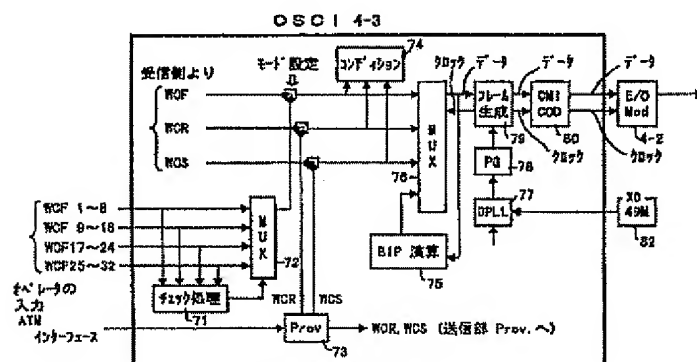 OSCI 4-3
74
受信側より
モード設定
コンディション
クロック
データ
データ
データ
WCF
WCR
WCS
MUX
76
フレーム
生成
79
CMI
COD
80
E/O
Mod
4-2
クロック
クロック
PG
78
77
DPLL
XO
49M
82
WCF 1~8
WCF 9~16
WCF17~24
WCF25~32
MUX
72
BIP 演算
75
オペレータの
入力
ATM
インターフェース
チェック処理
71
WCR
WCS
Prov
73
WCR,WCS (送信部 Prov.へ)